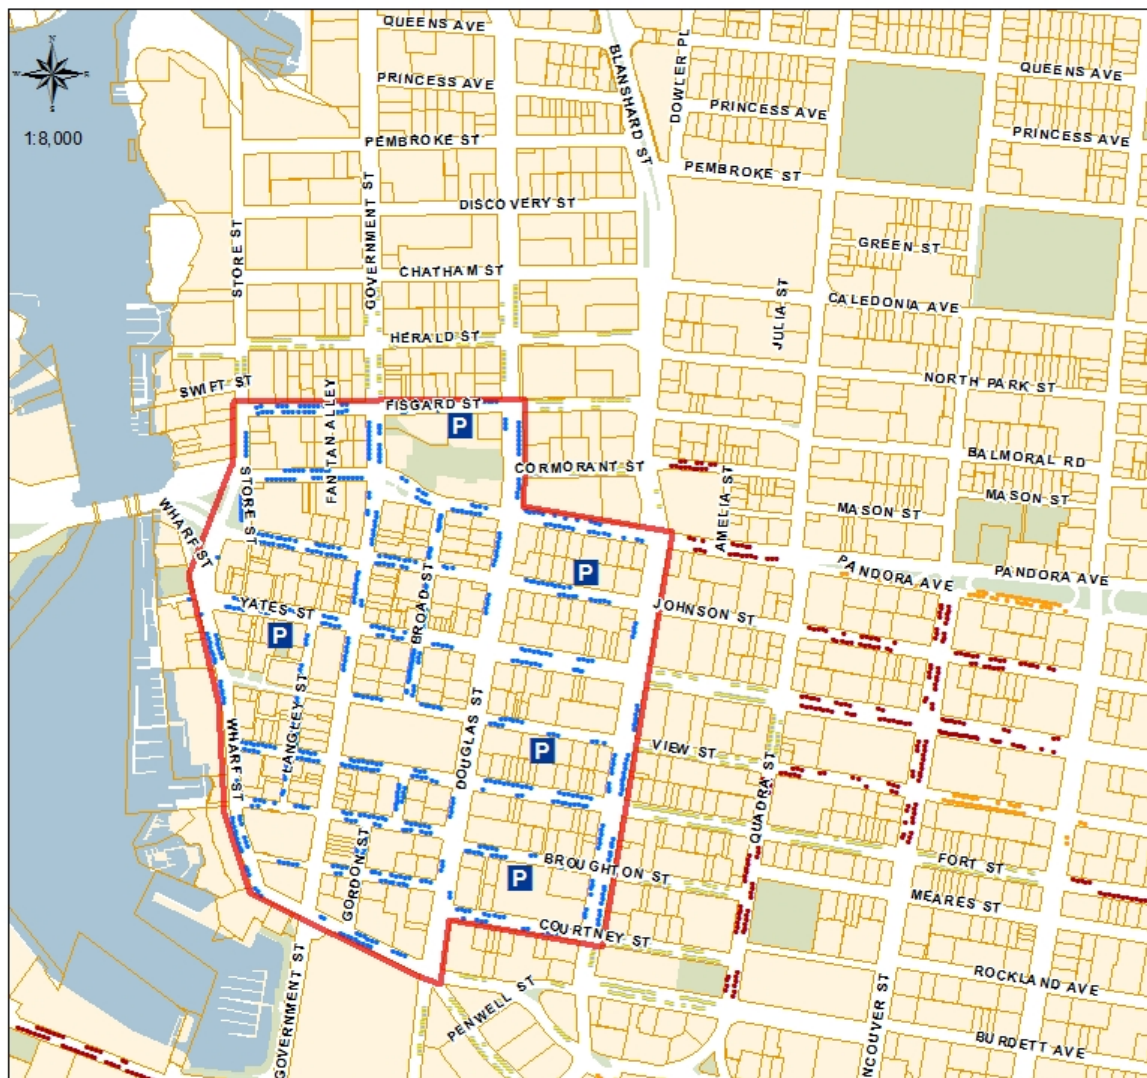 QUEENS AVE
BLANSHARD ST
DOWLER PL
QUEENS AVE
N
W
S
PRINCESS AVE
PRINCESS AVE
1:8,000
PRINCESS AVE
PEMBROKE ST
PEMBROKE ST
GOVERNMENT ST
DISCOVERY ST
STORE ST
GREEN ST
CHATHAM ST
JULIA ST
CALEDONIA AVE
HERALD ST
SWIFT ST
NORTH PARK ST
FAN TAN ALLEY
FISGARD ST
P
CORMORANT ST
BALMORAL RD
STORE ST
AMELIA ST
MASON ST
MASON ST
WHARF ST
PANDORA AVE
PANDORA AVE
P
BROAD ST
YATES ST
JOHNSON ST
P
LANGLEY ST
DOUGLAS ST
WHARF ST
P
VIEW ST
QUADRA ST
GORDON ST
P
BROUGHTON ST
FORT ST
MEARES ST
COURTNEY ST
GOVERNMENT ST
ROCKLAND AVE
PENWELL ST
NCOUVER ST
BURDETT AVE